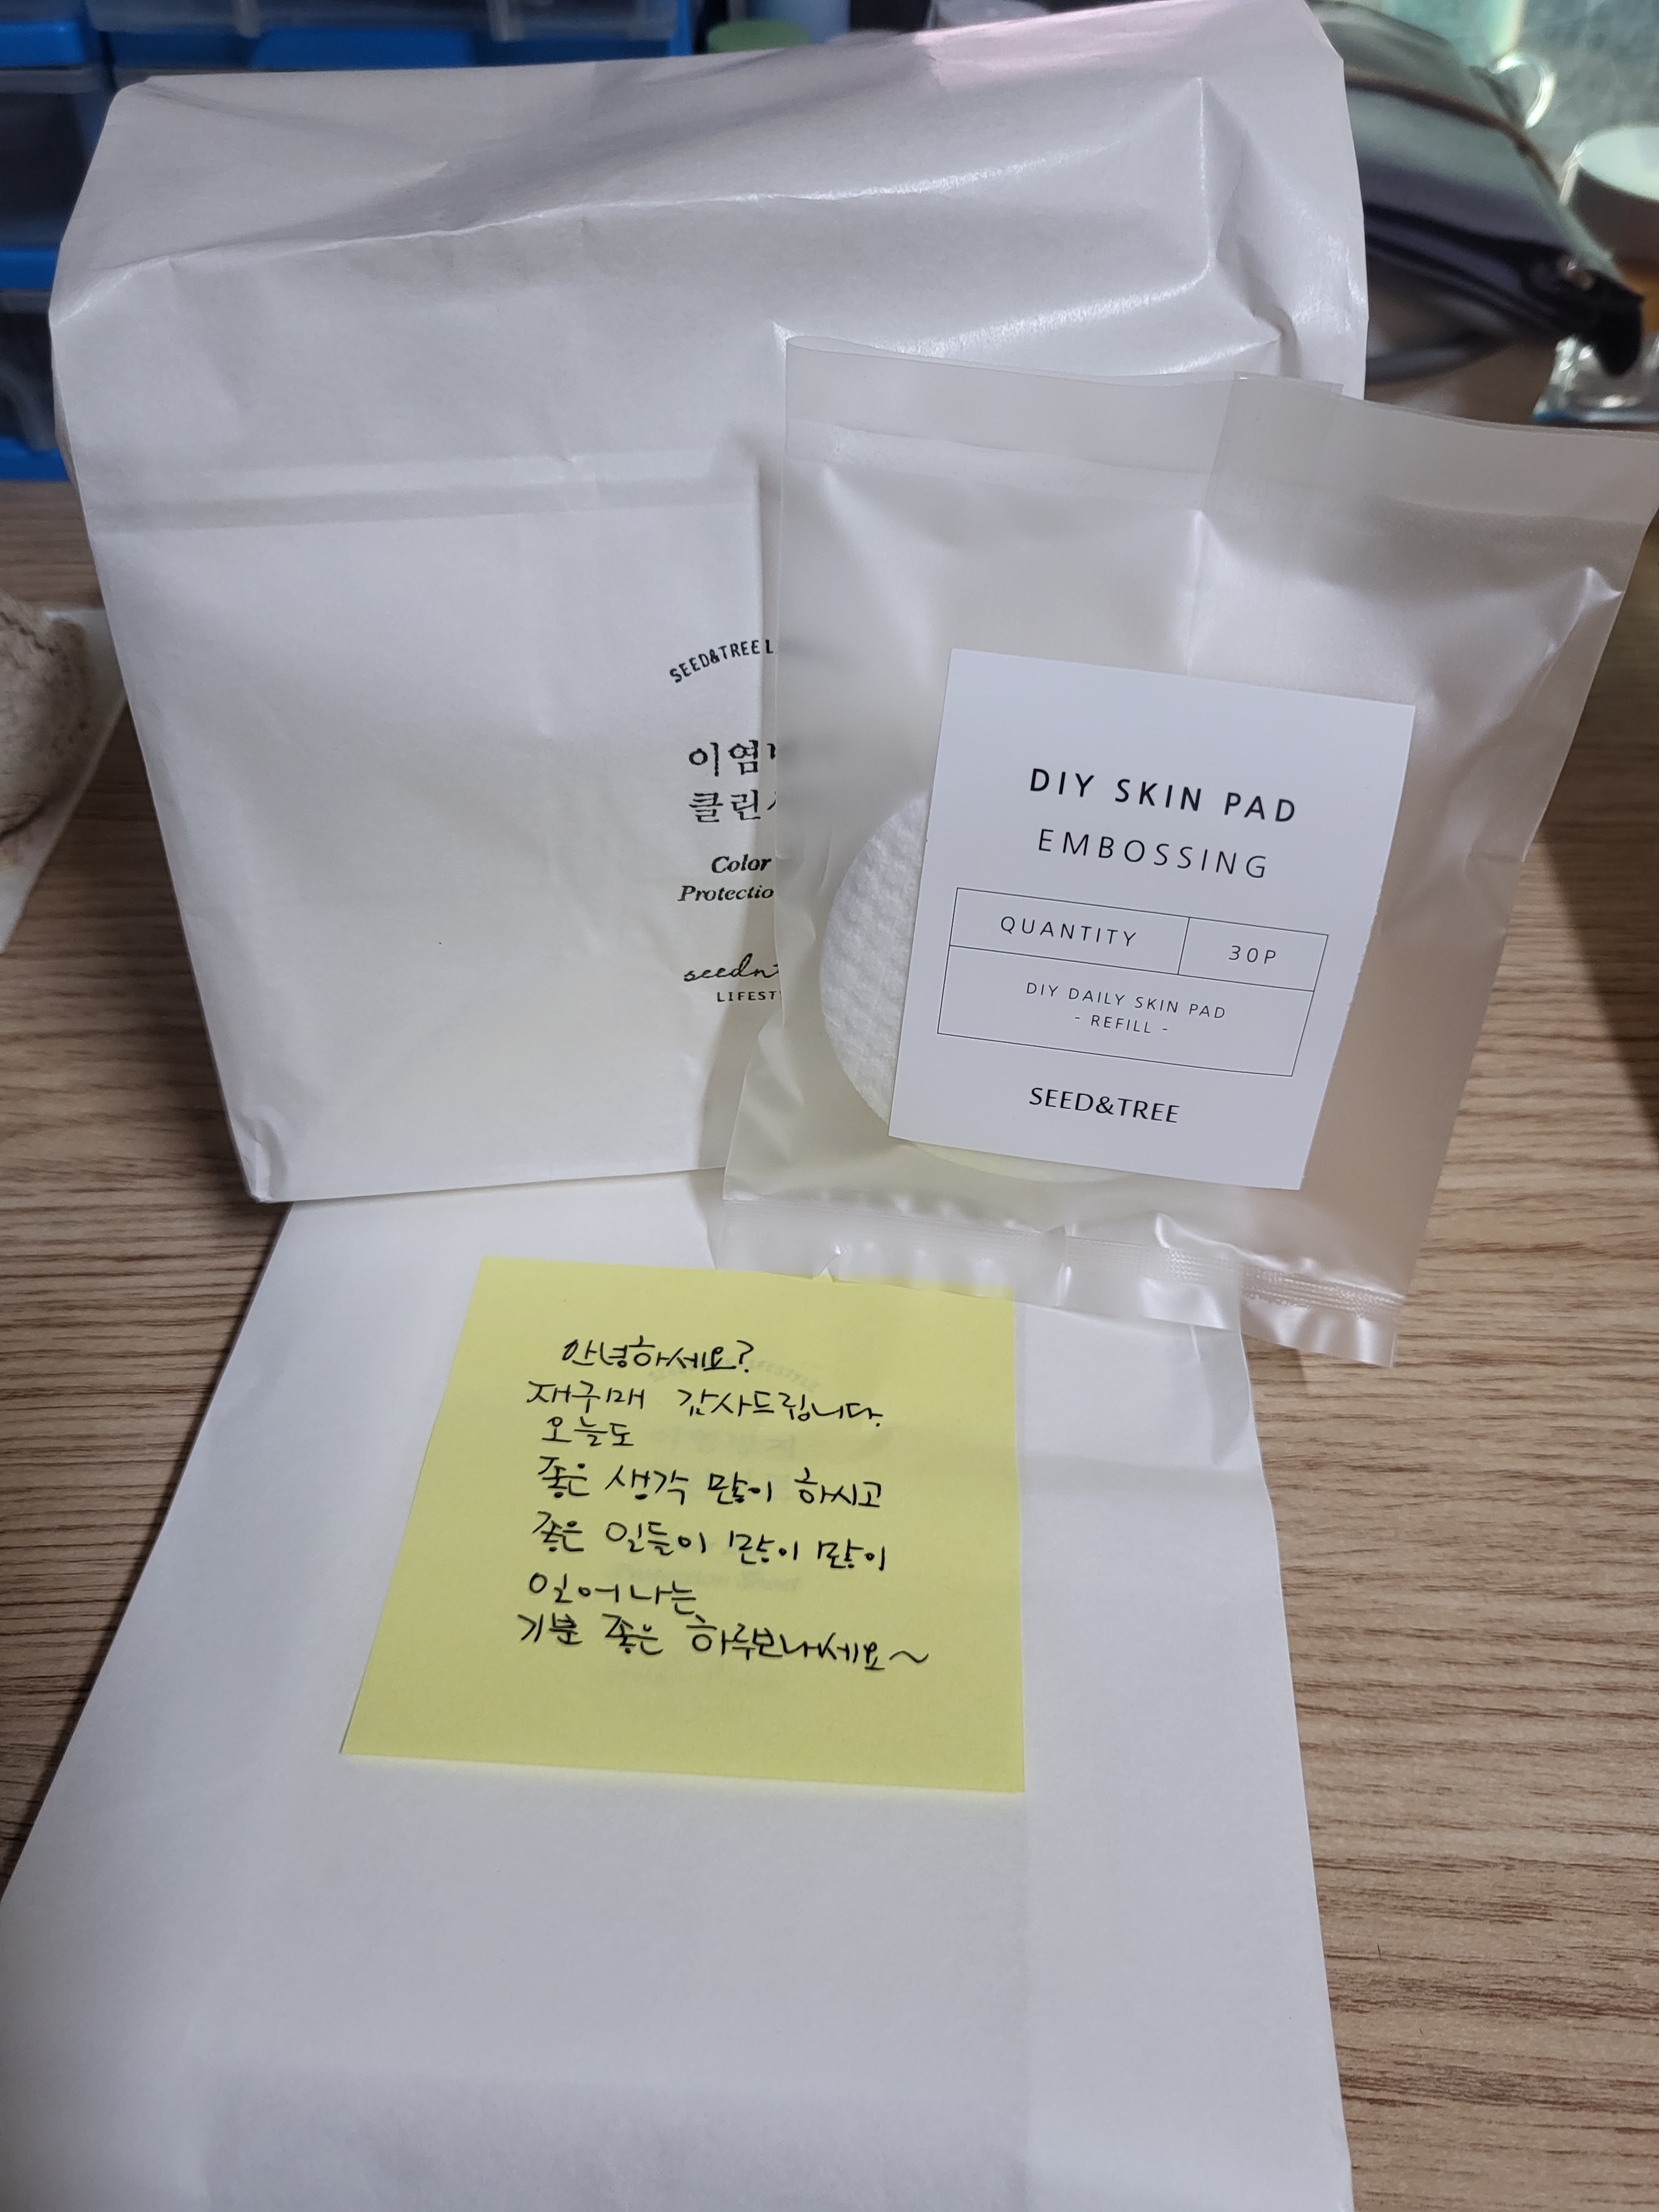 SEED&TREE
이염
클린
Color
Protectio
seedn
LIFEST
DIY SKIN PAD
EMBOSSING
QUANTITY 30P
DIY DAILY SKIN PAD
- REFILL -
SEED&TREE
안녕하세요?
재구매 감사드립니다.
오늘도
좋은 생각 많이 하시고
좋은 일들이 많이 많이
일어나는
기분 좋은 하루보내세요~